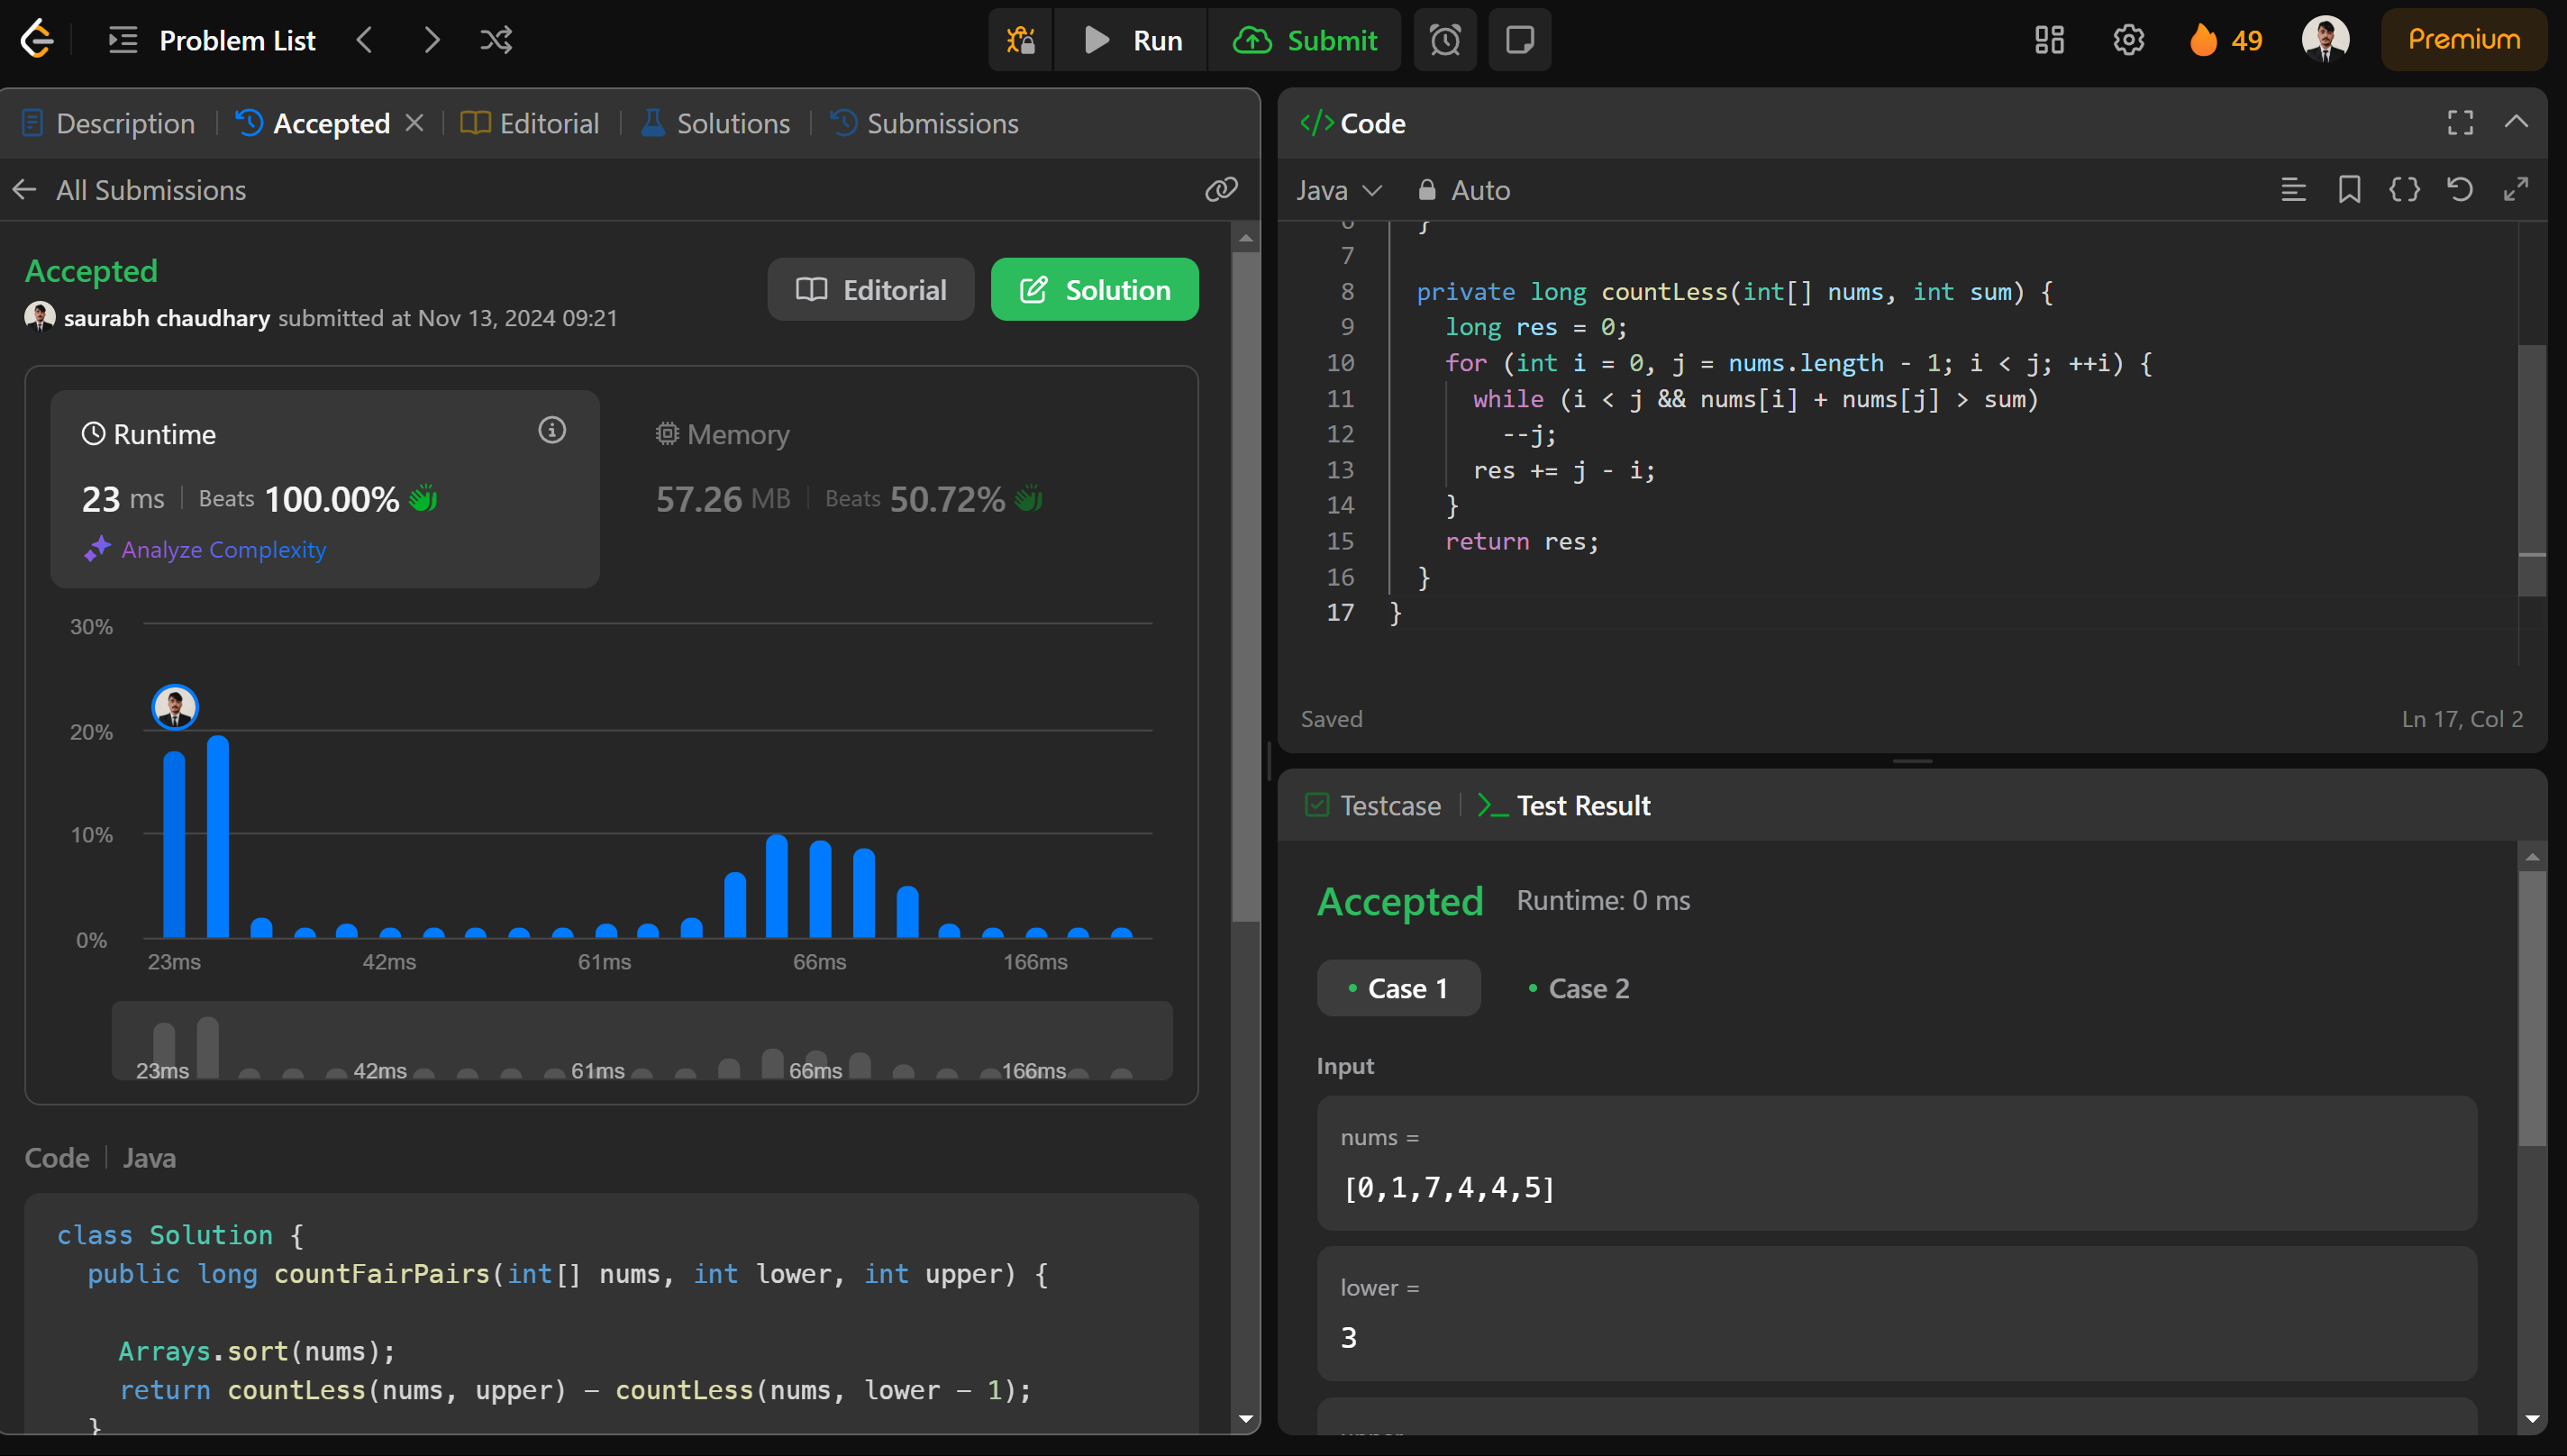 Problem List
Run
Submit
49
Premium
Description
Accepted
Editorial
Solutions
Submissions
All Submissions
Accepted
Editorial
Solution
saurabh chaudhary submitted at Nov 13, 2024 09:21
Runtime
23 ms
Beats 100.00%
Analyze Complexity
Memory
57.26 MB
Beats 50.72%
30%
20%
10%
0%
23ms 42ms 61ms 66ms 166ms
23ms 42ms 61ms 66ms 166ms
Code
Java
class Solution {
public long countFairPairs(int[] nums, int lower, int upper) {
Arrays.sort(nums);
return countLess(nums, upper) - countLess(nums, lower - 1);
}
</> Code
Java
Auto
6 }
7
8 private long countLess(int[] nums, int sum) {
9 long res = 0;
10 for (int i = 0, j = nums.length - 1; i < j; ++i) {
11 while (i < j && nums[i] + nums[j] > sum)
12 --j;
13 res += j - i;
14 }
15 return res;
16 }
17 }
Saved
Ln 17, Col 2
Testcase
>_ Test Result
Accepted
Runtime: 0 ms
Case 1
Case 2
Input
nums =
[0,1,7,4,4,5]
lower =
3